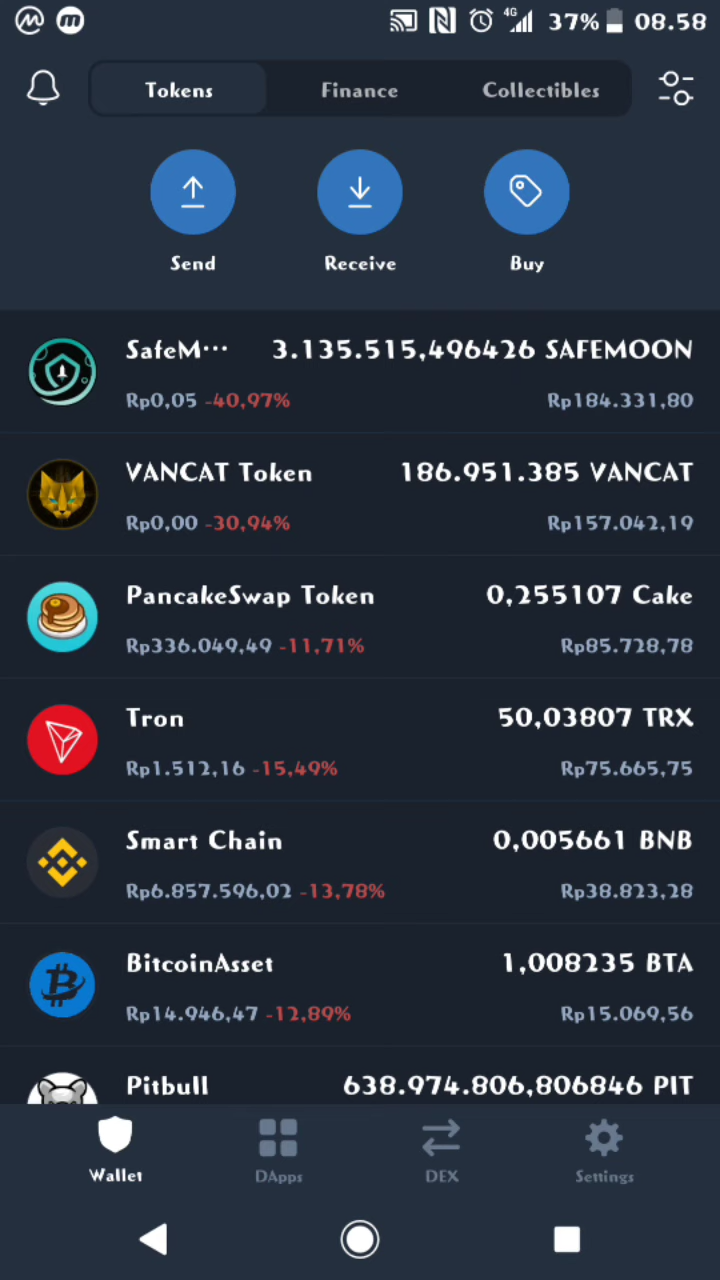 37% 08.58
4G
Tokens Finance Collectibles
Send Receive Buy
SafeM··· 3.135.515,496426 SAFEMOON
Rp0,05 -40,97% Rp184.331,80
VANCAT Token 186.951.385 VANCAT
Rp0,00 -30,94% Rp157.042,19
PancakeSwap Token 0,255107 Cake
Rp336.049,49 -11,71% Rp85.728,78
Tron 50,03807 TRX
Rp1.512,16 -15,49% Rp75.665,75
Smart Chain 0,005661 BNB
Rp6.857.596,02 -13,78% Rp38.823,28
BitcoinAsset 1,008235 BTA
Rp14.946,47 -12,89% Rp15.069,56
Pitbull 638.974.806,806846 PIT
Wallet DApps DEX Settings